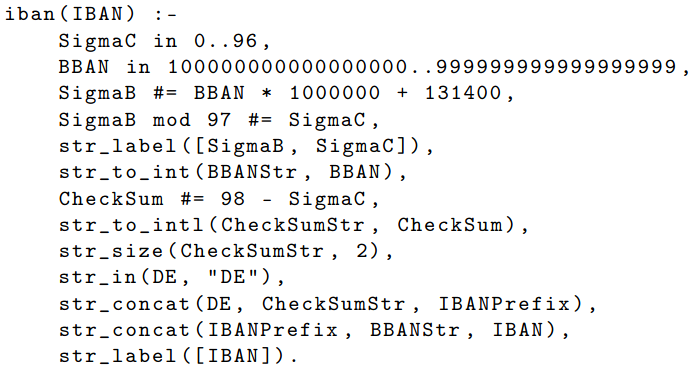 iban(IBAN) :-
    SigmaC in 0..96,
    BBAN in 100000000000000000..999999999999999999,
    SigmaB #= BBAN * 1000000 + 131400,
    SigmaB mod 97 #= SigmaC,
    str_label([SigmaB, SigmaC]),
    str_to_int(BBANStr, BBAN),
    CheckSum #= 98 - SigmaC,
    str_to_intl(CheckSumStr, CheckSum),
    str_size(CheckSumStr, 2),
    str_in(DE, "DE"),
    str_concat(DE, CheckSumStr, IBANPrefix),
    str_concat(IBANPrefix, BBANStr, IBAN),
    str_label([IBAN]).